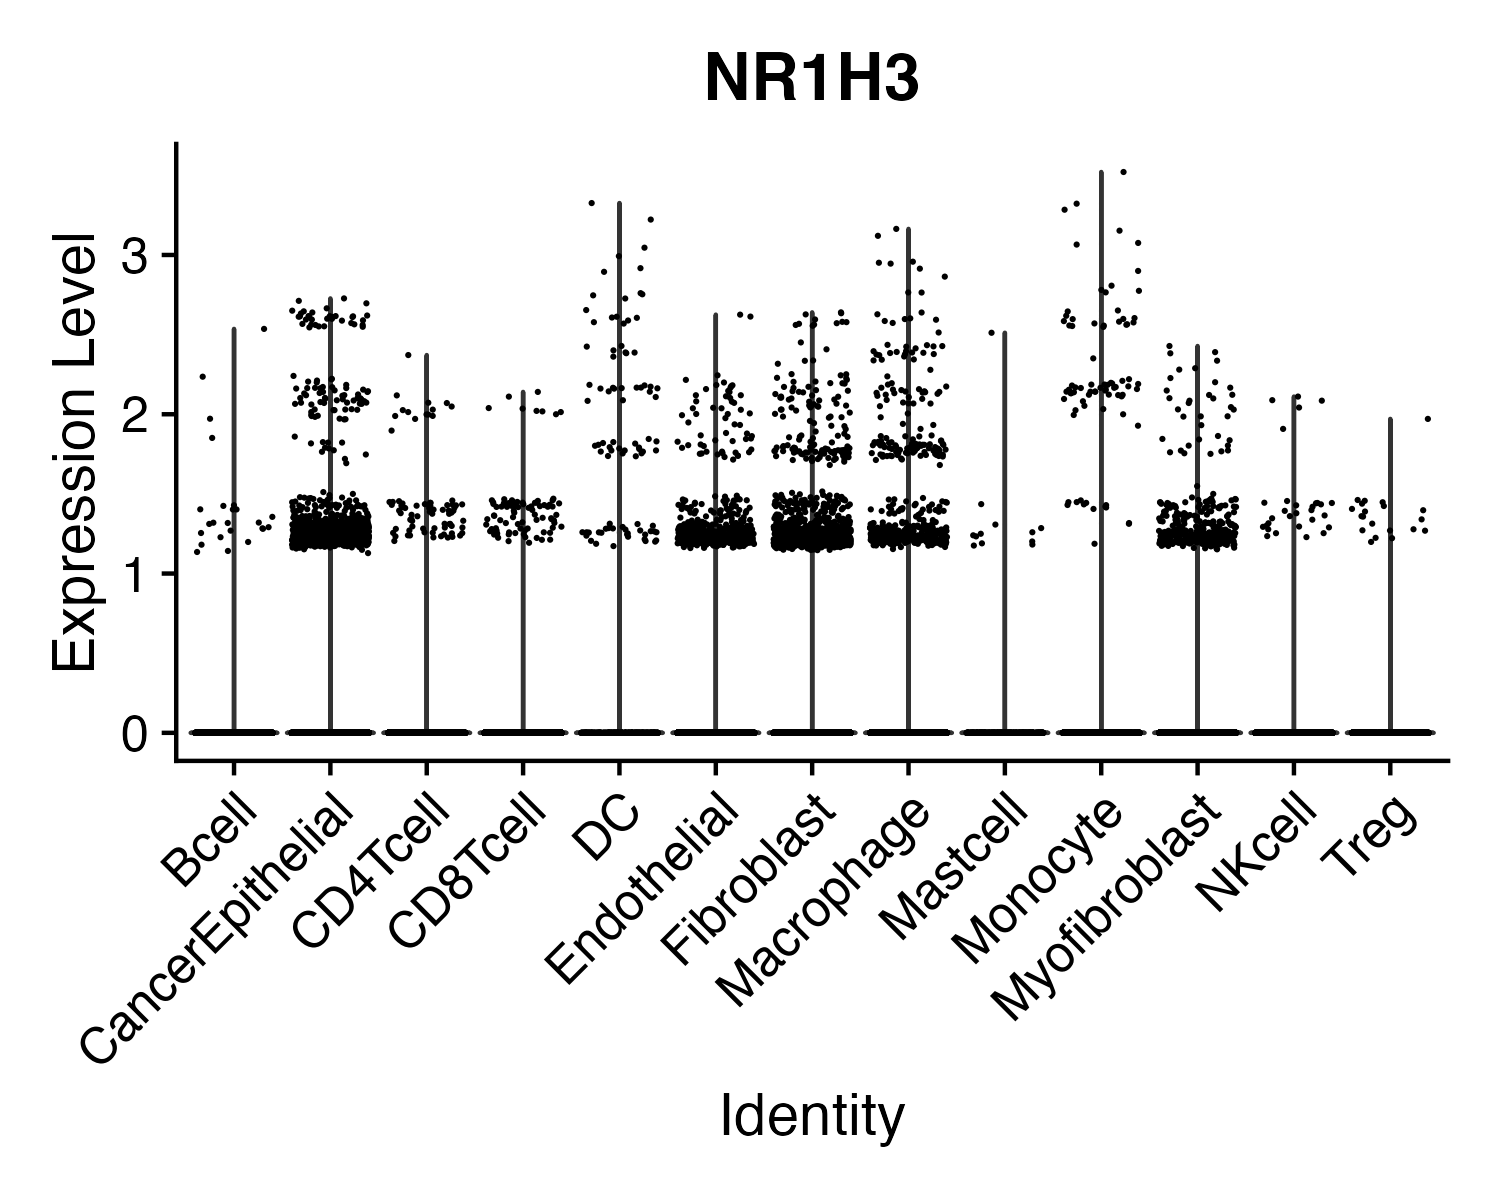 NR1H3
Expression Level
3
2
1
0
Bcell
CancerEpithelial
CD4Tcell
CD8Tcell
DC
Endothelial
Fibroblast
Macrophage
Mastcell
Monocyte
Myofibroblast
NKcell
Treg
Identity